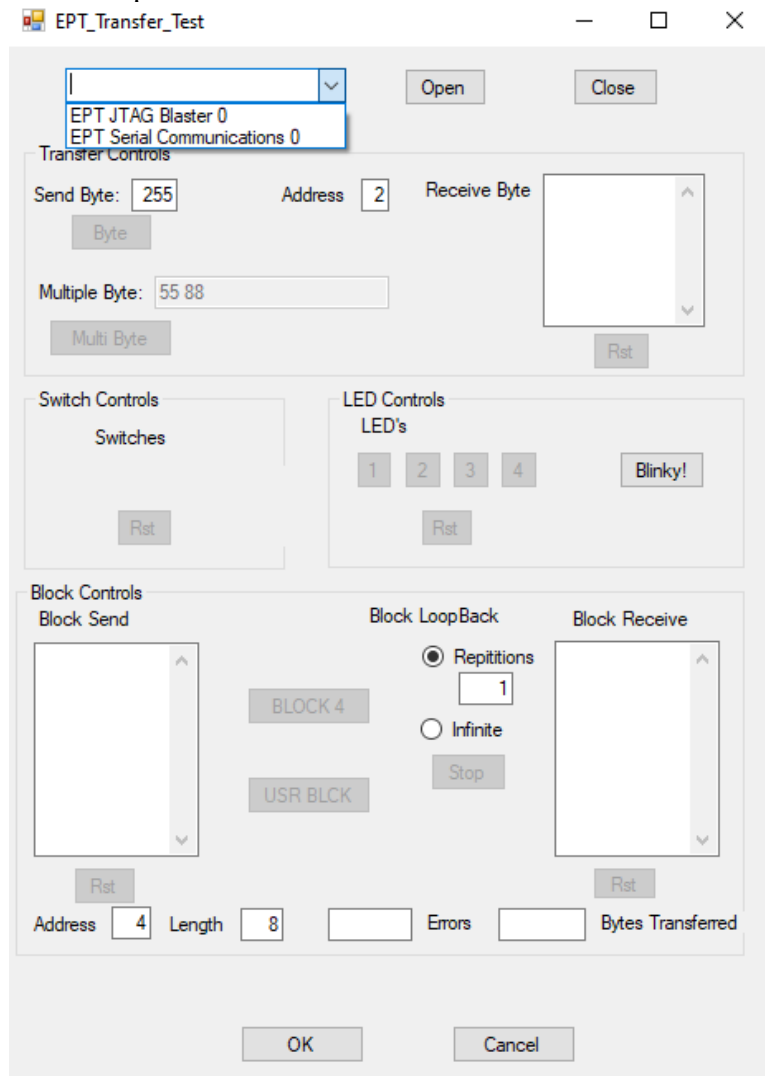 EPT_Transfer_Test
Open Close
EPT JTAG Blaster 0
EPT Serial Communications 0
Transfer Controls
Send Byte: 255 Address 2 Receive Byte
Byte
Multiple Byte: 55 88
Multi Byte
Rst
Switch Controls
Switches
Rst
LED Controls
LED's
1 2 3 4 Blinky!
Rst
Block Controls
Block Send Block LoopBack Block Receive
Repititions
1
BLOCK 4
Infinite
Stop
USR BLCK
Rst Rst
Address 4 Length 8 Errors Bytes Transferred
OK Cancel